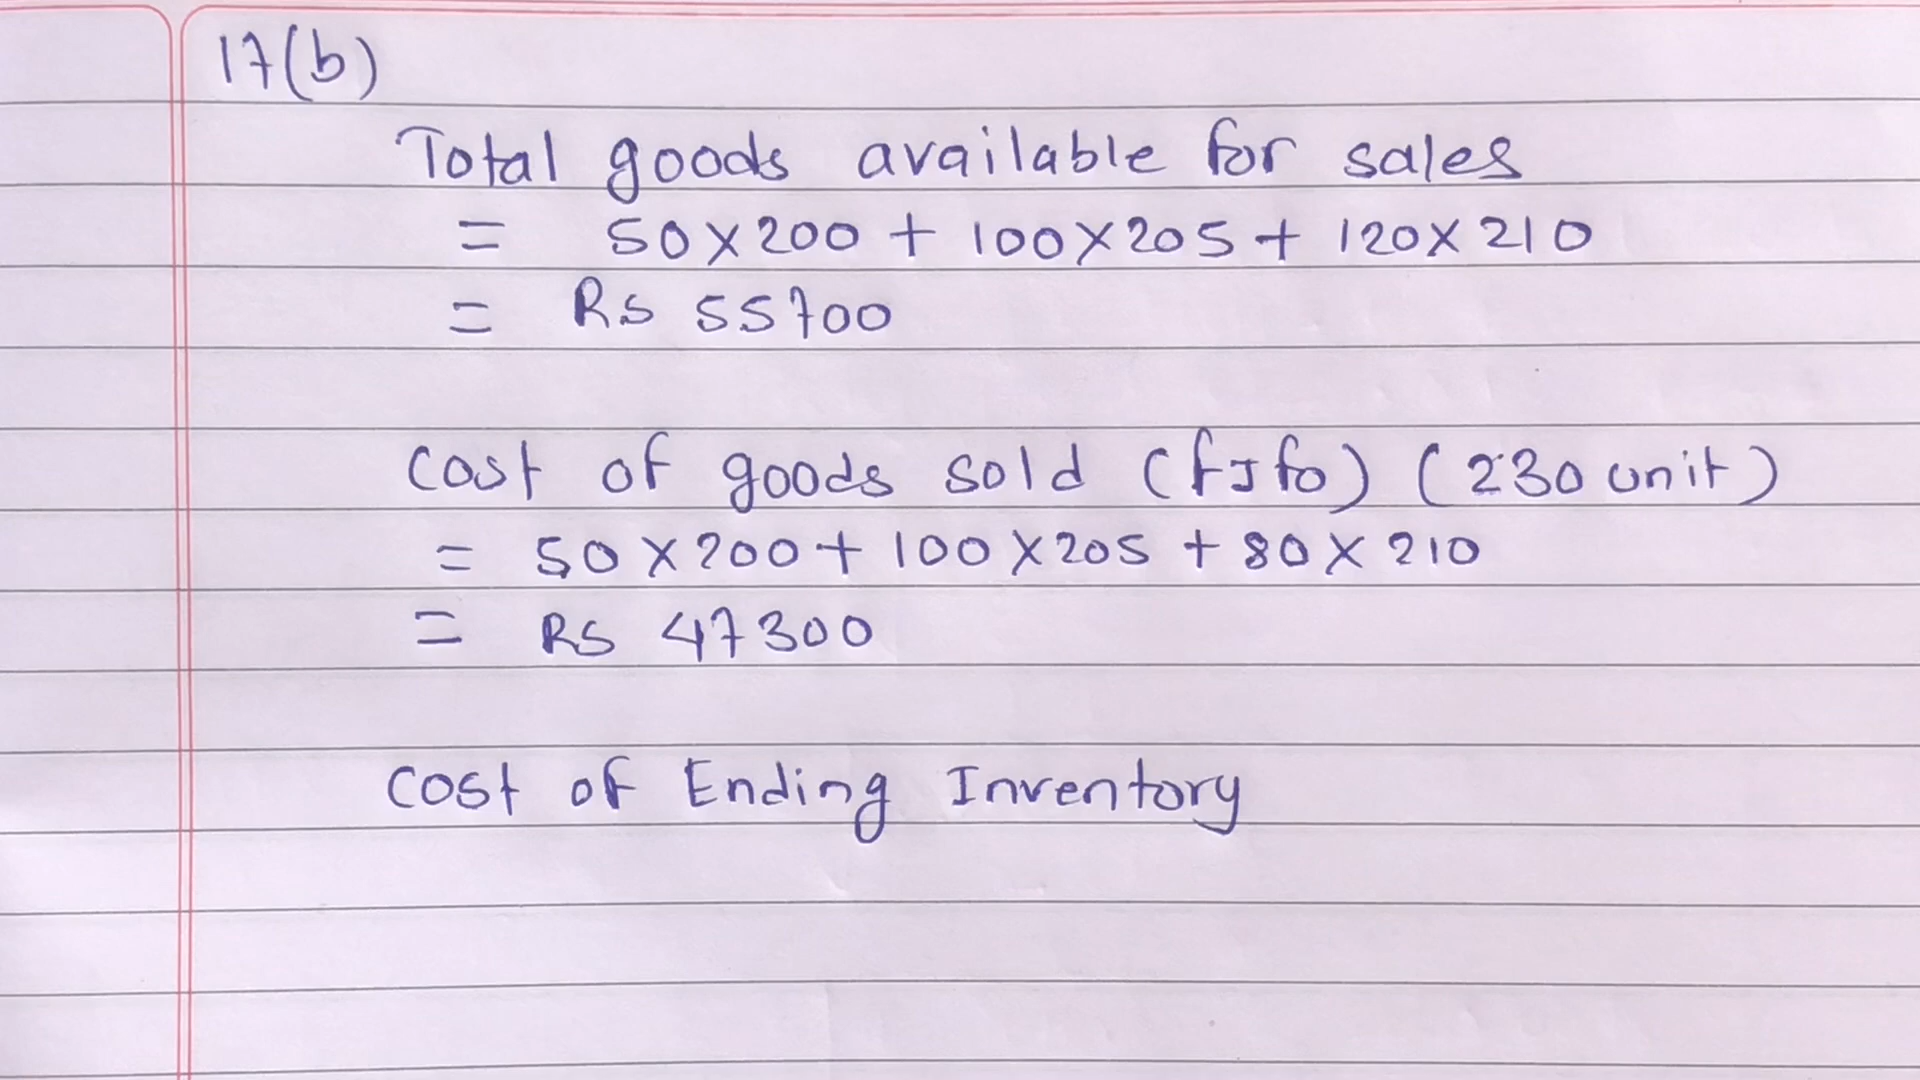 17(b)
Total goods available for sales
= 50×200 + 100×205 + 120×210
= Rs 55700
Cost of goods sold (fIfo) (230 unit)
= 50×200 + 100×205 + 80×210
= Rs 47300
Cost of Ending Inventory